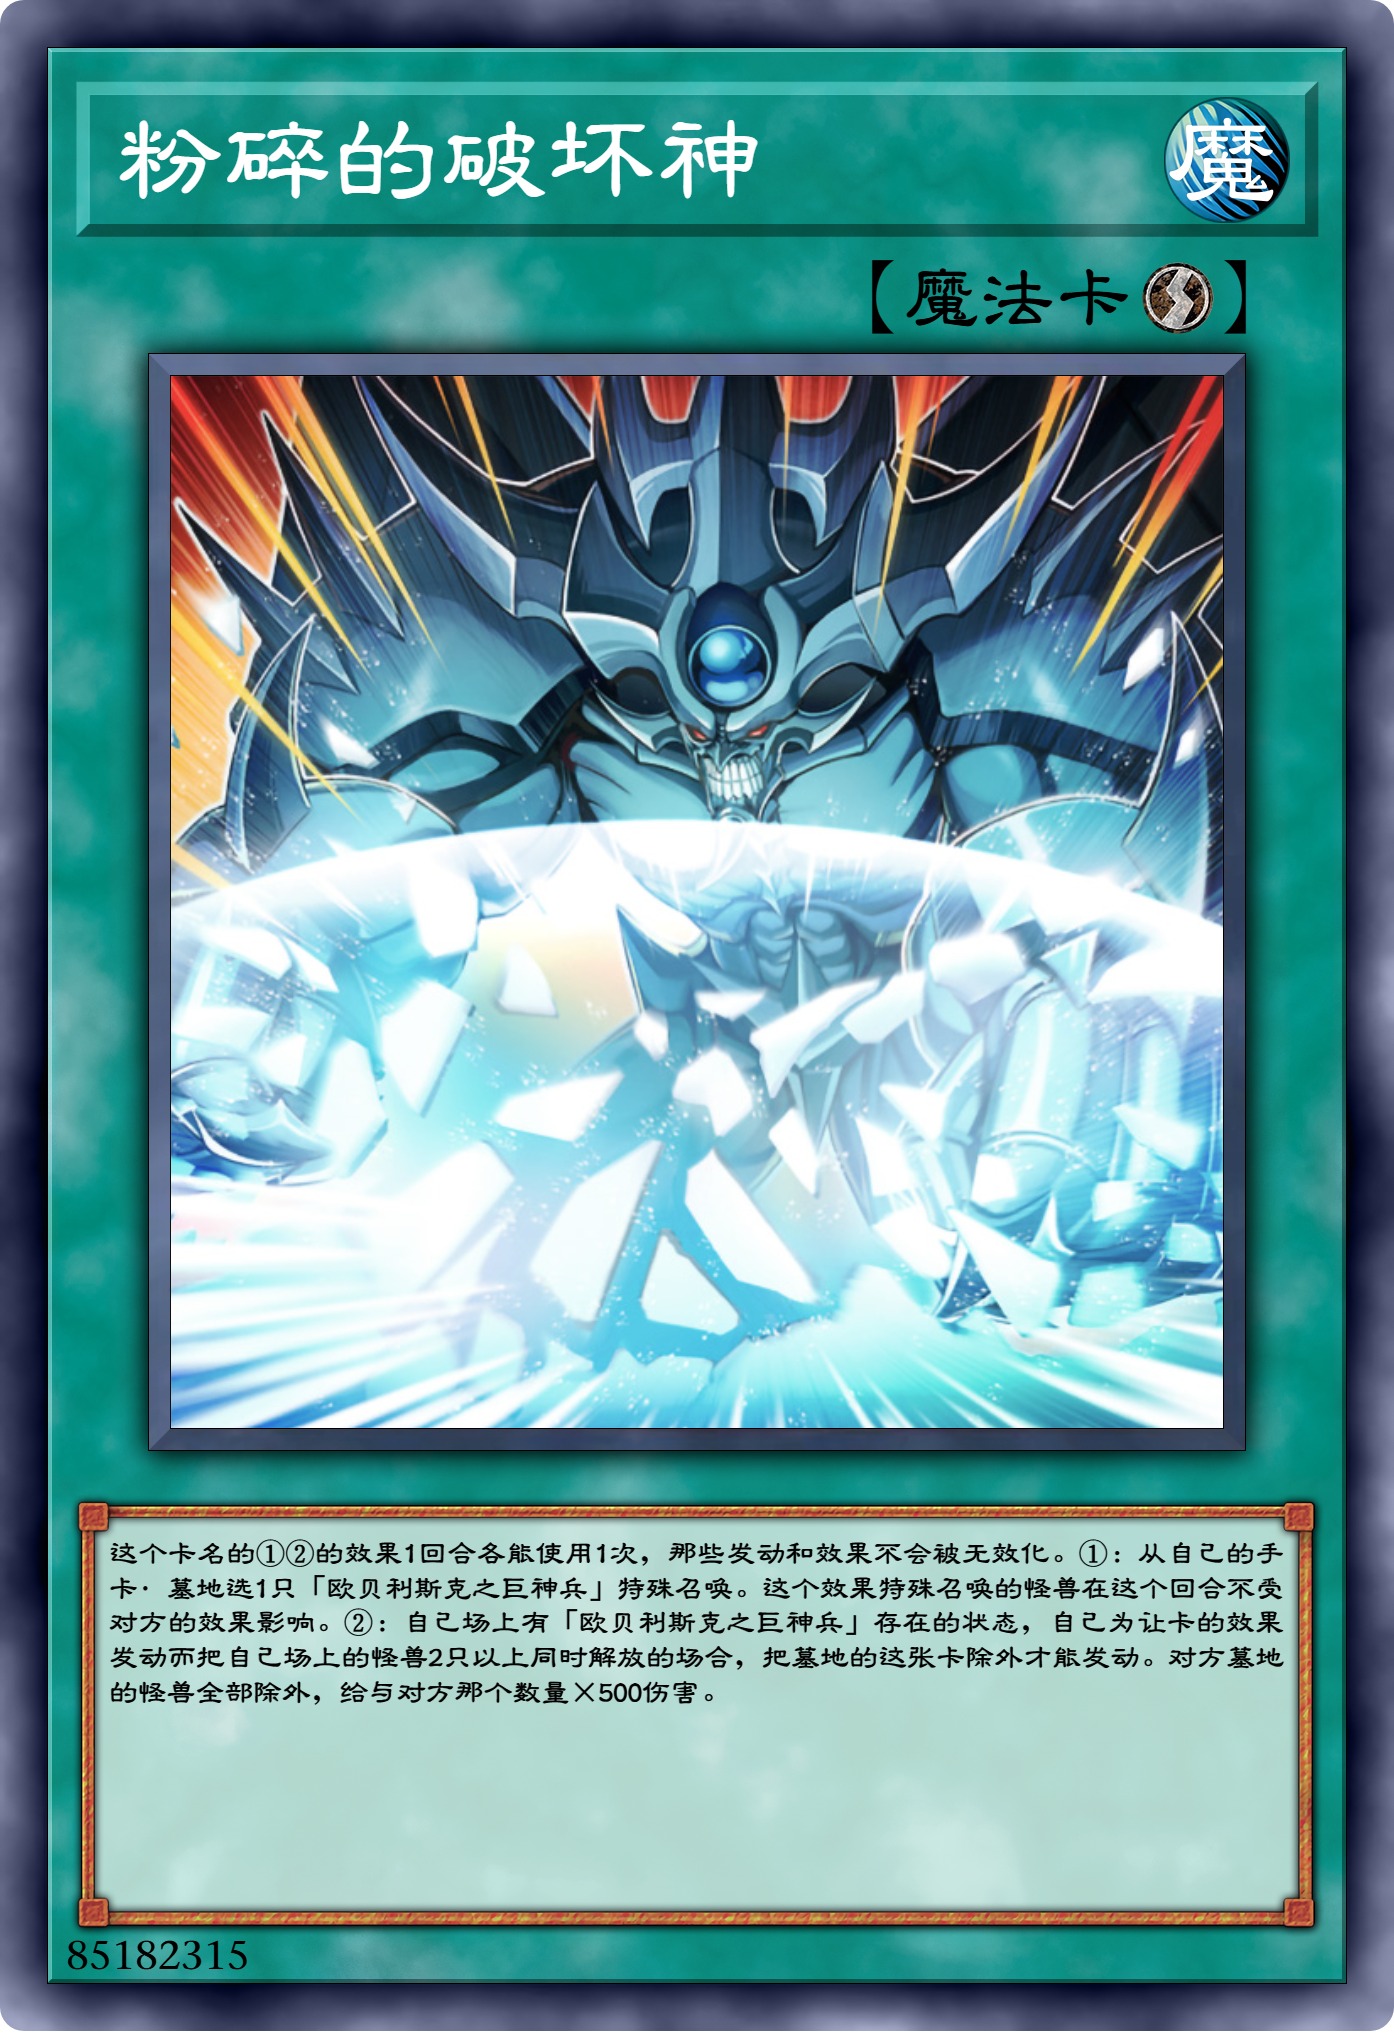 粉碎的破坏神
魔
【魔法卡】
这个卡名的①②的效果1回合各能使用1次，那些发动和效果不会被无效化。①：从自己的手
卡·墓地选1只「欧贝利斯克之巨神兵」特殊召唤。这个效果特殊召唤的怪兽在这个回合不受
对方的效果影响。②：自己场上有「欧贝利斯克之巨神兵」存在的状态，自己为让卡的效果
发动而把自己场上的怪兽2只以上同时解放的场合，把墓地的这张卡除外才能发动。对方墓地
的怪兽全部除外，给与对方那个数量×500伤害。
85182315